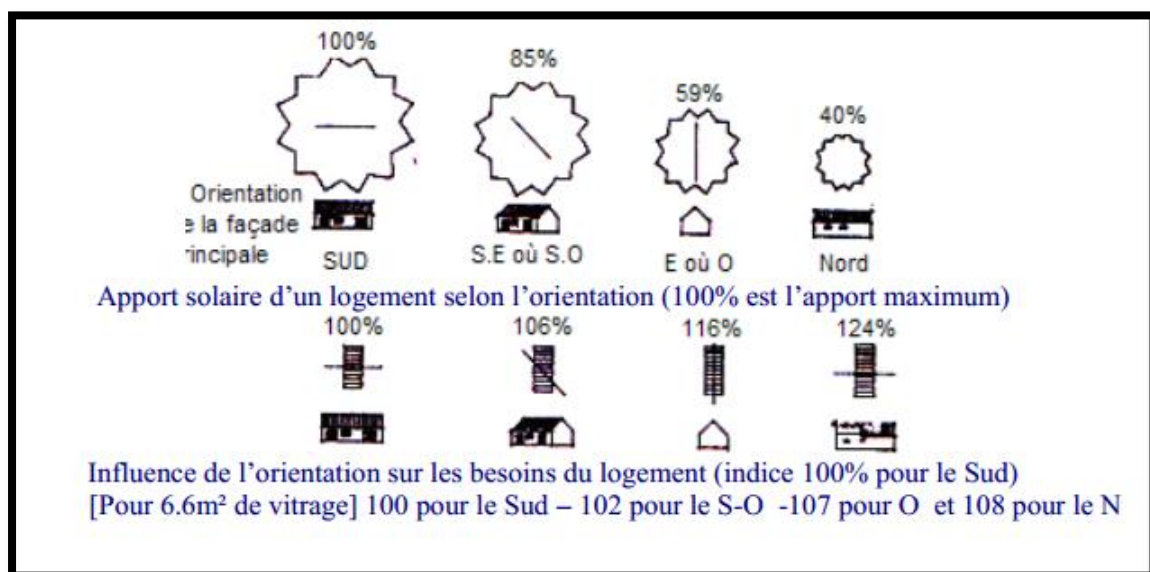 100%
85%
59%
40%
Orientation
e la façade
rincipale
SUD
S.E où S.O
E où O
Nord
Apport solaire d'un logement selon l'orientation (100% est l'apport maximum)
100%
106%
116%
124%
Influence de l'orientation sur les besoins du logement (indice 100% pour le Sud)
[Pour 6.6m² de vitrage] 100 pour le Sud – 102 pour le S-O -107 pour O et 108 pour le N